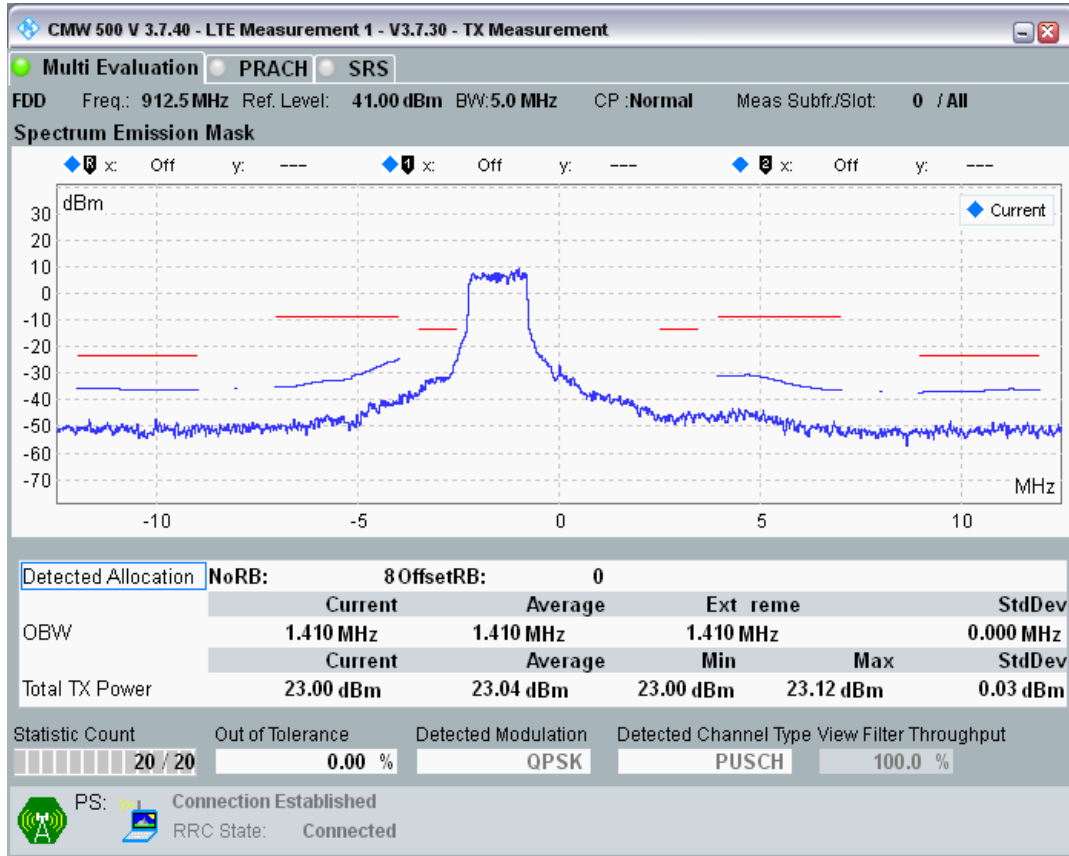 CMW 500 V 3.7.40 - LTE Measurement 1 - V3.7.30 - TX Measurement
Multi Evaluation PRACH SRS
FDD Freq.: 912.5 MHz Ref. Level: 41.00 dBm BW: 5.0 MHz CP :Normal Meas Subfr./Slot: 0 / All
Spectrum Emission Mask
R x: Off y: --- 1 x: Off y: --- 2 x: Off y: ---
dBm
Current
30
20
10
0
-10
-20
-30
-40
-50
-60
-70
MHz
-10 -5 0 5 10
Detected Allocation NoRB: 8 OffsetRB: 0
Current Average Ext reme StdDev
OBW 1.410 MHz 1.410 MHz 1.410 MHz 0.000 MHz
Current Average Min Max StdDev
Total TX Power 23.00 dBm 23.04 dBm 23.00 dBm 23.12 dBm 0.03 dBm
Statistic Count Out of Tolerance Detected Modulation Detected Channel Type View Filter Throughput
20 / 20 0.00 % QPSK PUSCH 100.0 %
PS: Connection Established
RRC State: Connected